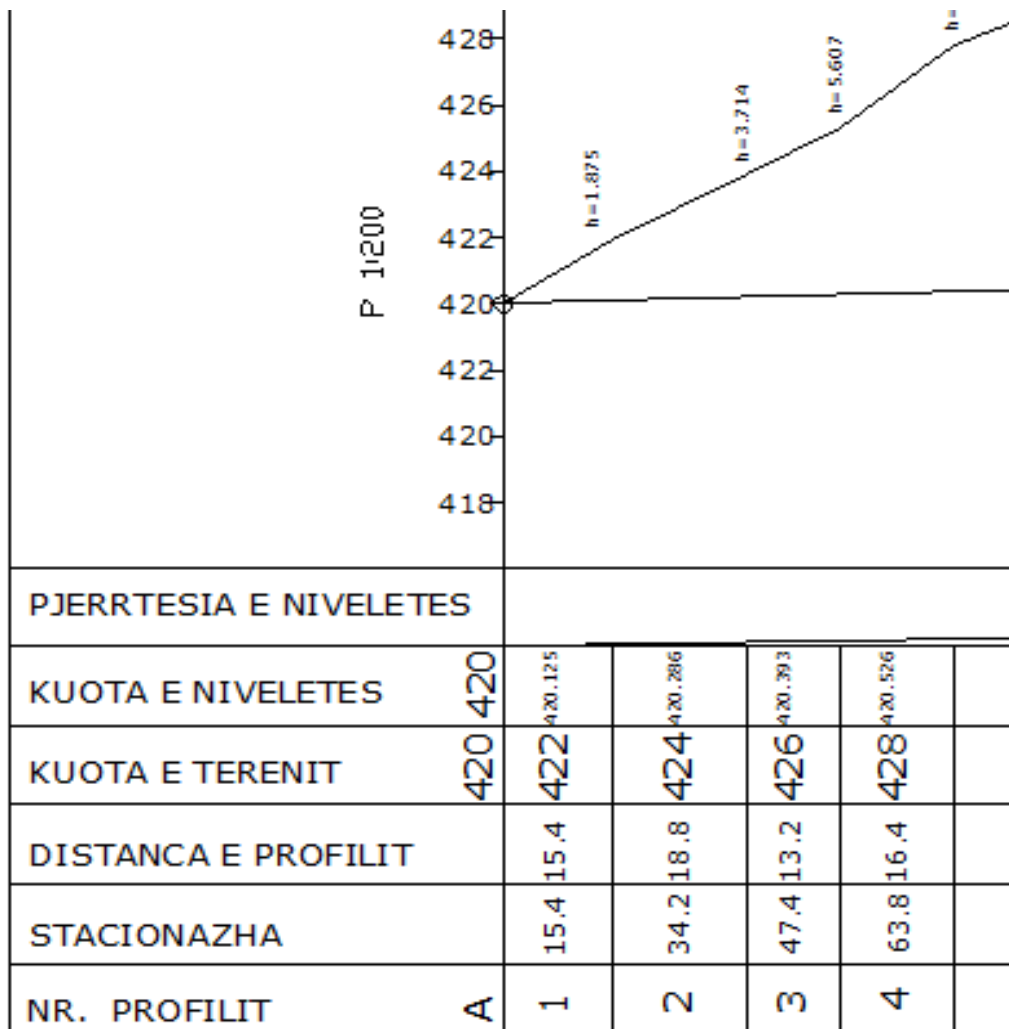 428
426
424
422
420
422
420
418
P 1:200
h=1.875
h=3.714
h=5.607
h=
PJERRTESIA E NIVELETES
KUOTA E NIVELETES 420 420.125 420.286 420.393 420.526
KUOTA E TERENIT 420 422 424 426 428
DISTANCA E PROFILIT 15.4 18.8 13.2 16.4
STACIONAZHA 15.4 34.2 47.4 63.8
NR. PROFILIT A 1 2 3 4